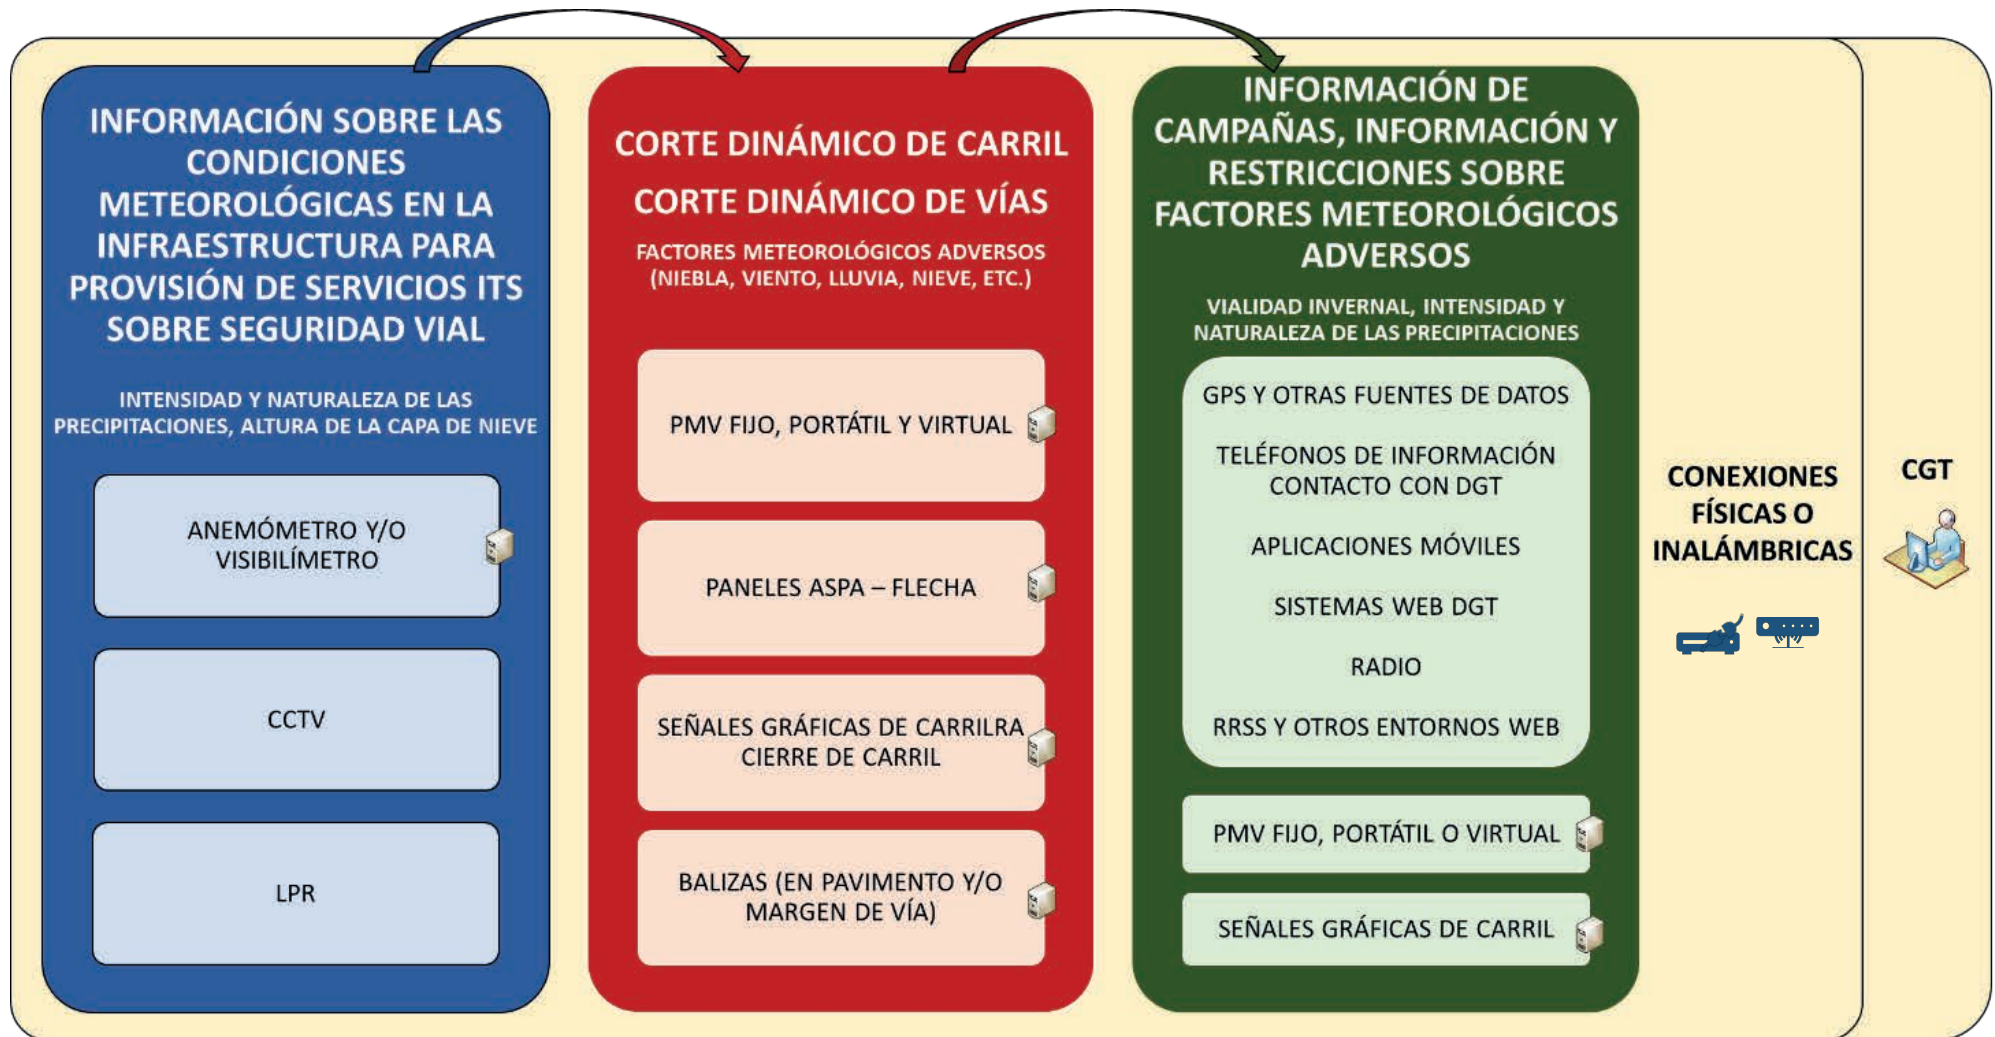 INFORMACIÓN SOBRE LAS
CONDICIONES
METEOROLÓGICAS EN LA
INFRAESTRUCTURA PARA
PROVISIÓN DE SERVICIOS ITS
SOBRE SEGURIDAD VIAL
INTENSIDAD Y NATURALEZA DE LAS
PRECIPITACIONES, ALTURA DE LA CAPA DE NIEVE
ANEMÓMETRO Y/O
VISIBILÍMETRO
CCTV
LPR
CORTE DINÁMICO DE CARRIL
CORTE DINÁMICO DE VÍAS
FACTORES METEOROLÓGICOS ADVERSOS
(NIEBLA, VIENTO, LLUVIA, NIEVE, ETC.)
PMV FIJO, PORTÁTIL Y VIRTUAL
PANELES ASPA – FLECHA
SEÑALES GRÁFICAS DE CARRILRA
CIERRE DE CARRIL
BALIZAS (EN PAVIMENTO Y/O
MARGEN DE VÍA)
INFORMACIÓN DE
CAMPAÑAS, INFORMACIÓN Y
RESTRICCIONES SOBRE
FACTORES METEOROLÓGICOS
ADVERSOS
VIALIDAD INVERNAL, INTENSIDAD Y
NATURALEZA DE LAS PRECIPITACIONES
GPS Y OTRAS FUENTES DE DATOS
TELÉFONOS DE INFORMACIÓN
CONTACTO CON DGT
APLICACIONES MÓVILES
SISTEMAS WEB DGT
RADIO
RRSS Y OTROS ENTORNOS WEB
PMV FIJO, PORTÁTIL O VIRTUAL
SEÑALES GRÁFICAS DE CARRIL
CONEXIONES
FÍSICAS O
INALÁMBRICAS
CGT